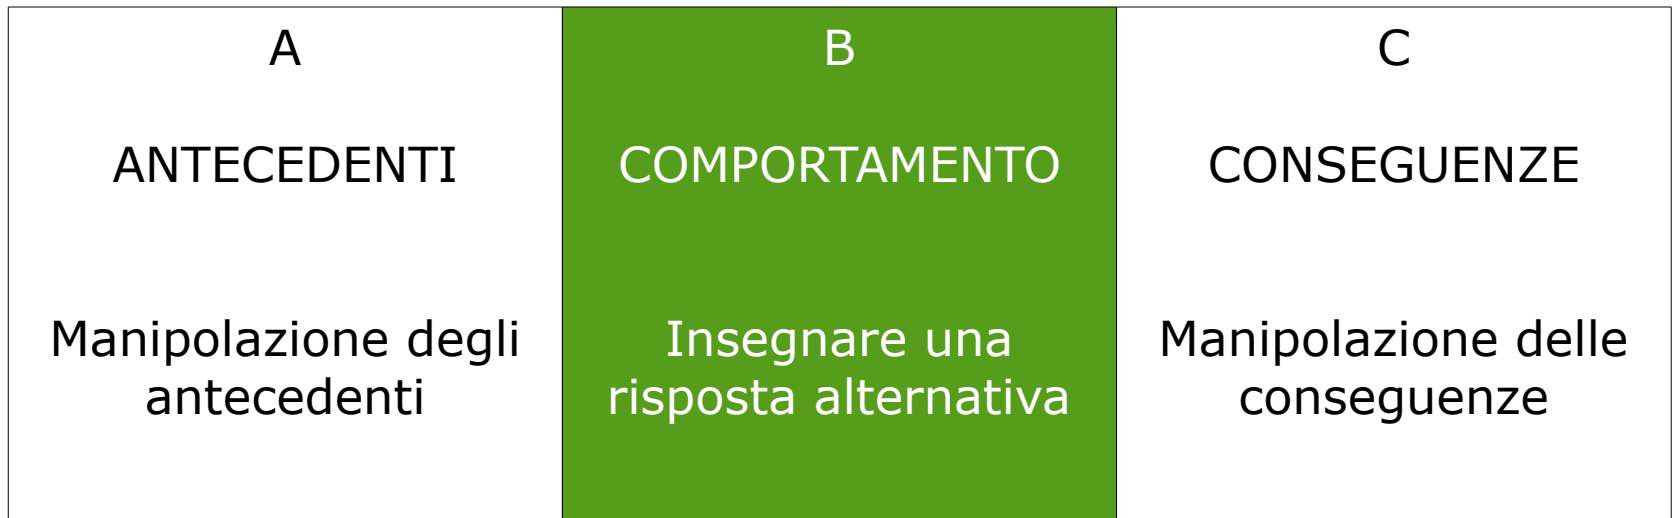 A
ANTECEDENTI
Manipolazione degli
antecedenti
B
COMPORTAMENTO
Insegnare una
risposta alternativa
C
CONSEGUENZE
Manipolazione delle
conseguenze